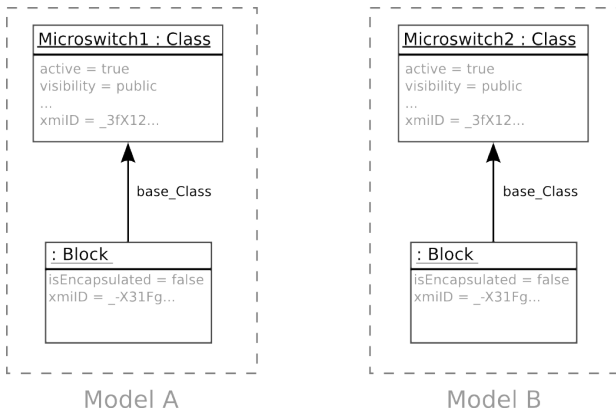 Microswitch1 : Class
active = true
visibility = public
...
xmiID = _3fX12...
base_Class
: Block
isEncapsulated = false
xmiID = _-X31Fg...
Model A
Microswitch2 : Class
active = true
visibility = public
...
xmiID = _3fX12...
base_Class
: Block
isEncapsulated = false
xmiID = _-X31Fg...
Model B